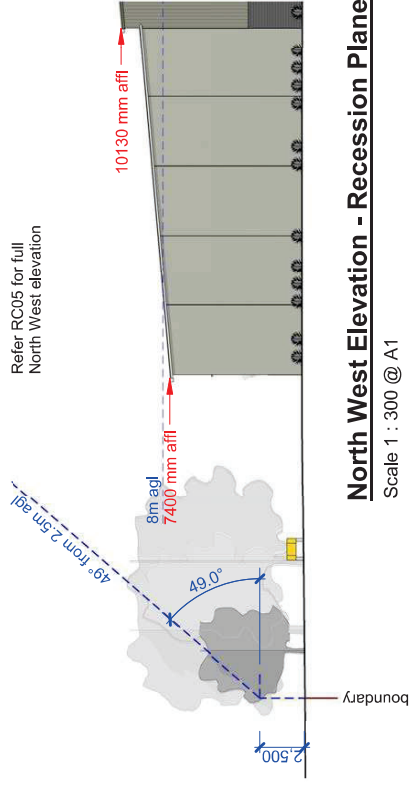 Refer RC05 for full
North West elevation
10130 mm affl
49° from 2.5m agl
8m agl
7400 mm affl
49.0°
2,500
boundary
North West Elevation - Recession Plane
Scale 1 : 300 @ A1